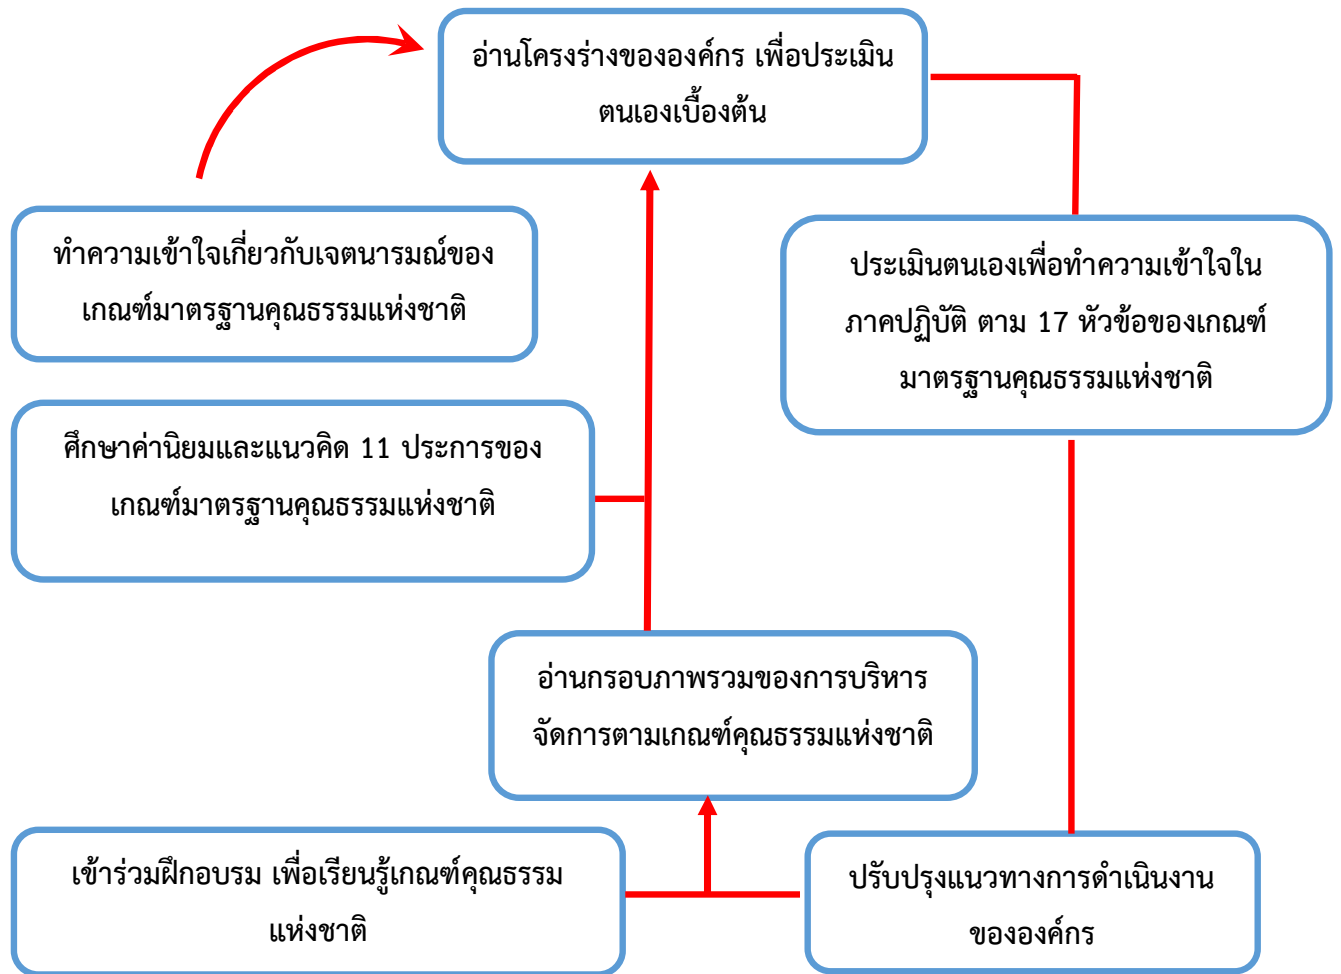 อ่านโครงร่างขององค์กร เพื่อประเมิน
ตนเองเบื้องต้น
ทำความเข้าใจเกี่ยวกับเจตนารมณ์ของ
เกณฑ์มาตรฐานคุณธรรมแห่งชาติ
ประเมินตนเองเพื่อทำความเข้าใจใน
ภาคปฏิบัติ ตาม 17 หัวข้อของเกณฑ์
มาตรฐานคุณธรรมแห่งชาติ
ศึกษาค่านิยมและแนวคิด 11 ประการของ
เกณฑ์มาตรฐานคุณธรรมแห่งชาติ
อ่านกรอบภาพรวมของการบริหาร
จัดการตามเกณฑ์คุณธรรมแห่งชาติ
เข้าร่วมฝึกอบรม เพื่อเรียนรู้เกณฑ์คุณธรรม
แห่งชาติ
ปรับปรุงแนวทางการดำเนินงาน
ขององค์กร